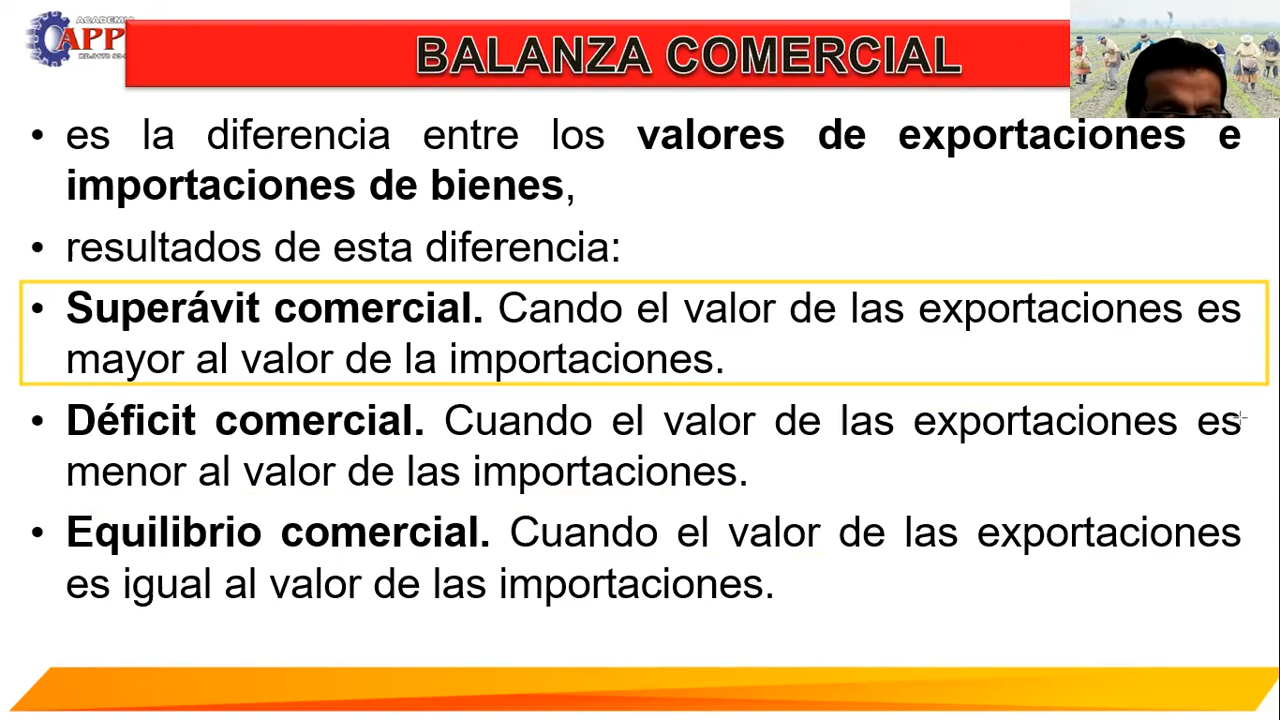 ACADEMIA
APP
BALANZA COMERCIAL
• es la diferencia entre los valores de exportaciones e
importaciones de bienes,
• resultados de esta diferencia:
• Superávit comercial. Cando el valor de las exportaciones es
mayor al valor de la importaciones.
• Déficit comercial. Cuando el valor de las exportaciones es
menor al valor de las importaciones.
• Equilibrio comercial. Cuando el valor de las exportaciones
es igual al valor de las importaciones.